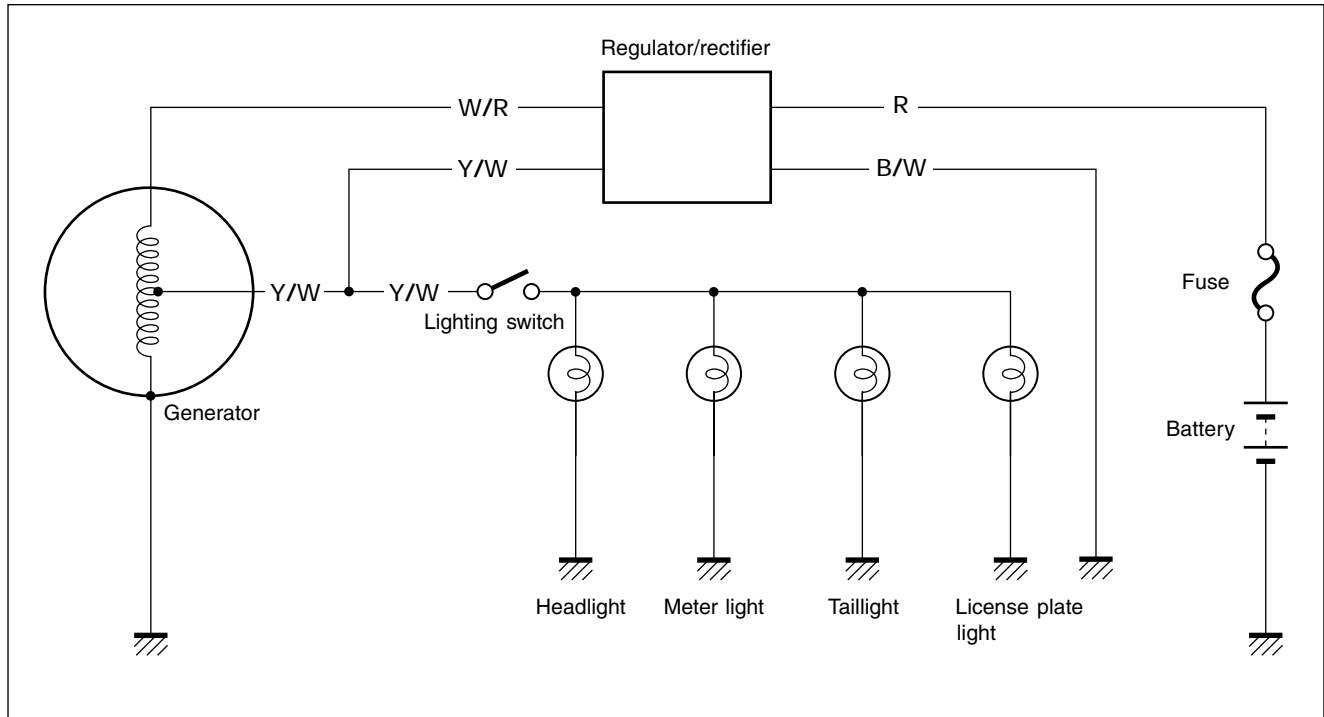 Regulator/rectifier
W/R
R
Y/W
B/W
Y/W
Y/W
Lighting switch
Fuse
Generator
Battery
Headlight
Meter light
Taillight
License plate
light